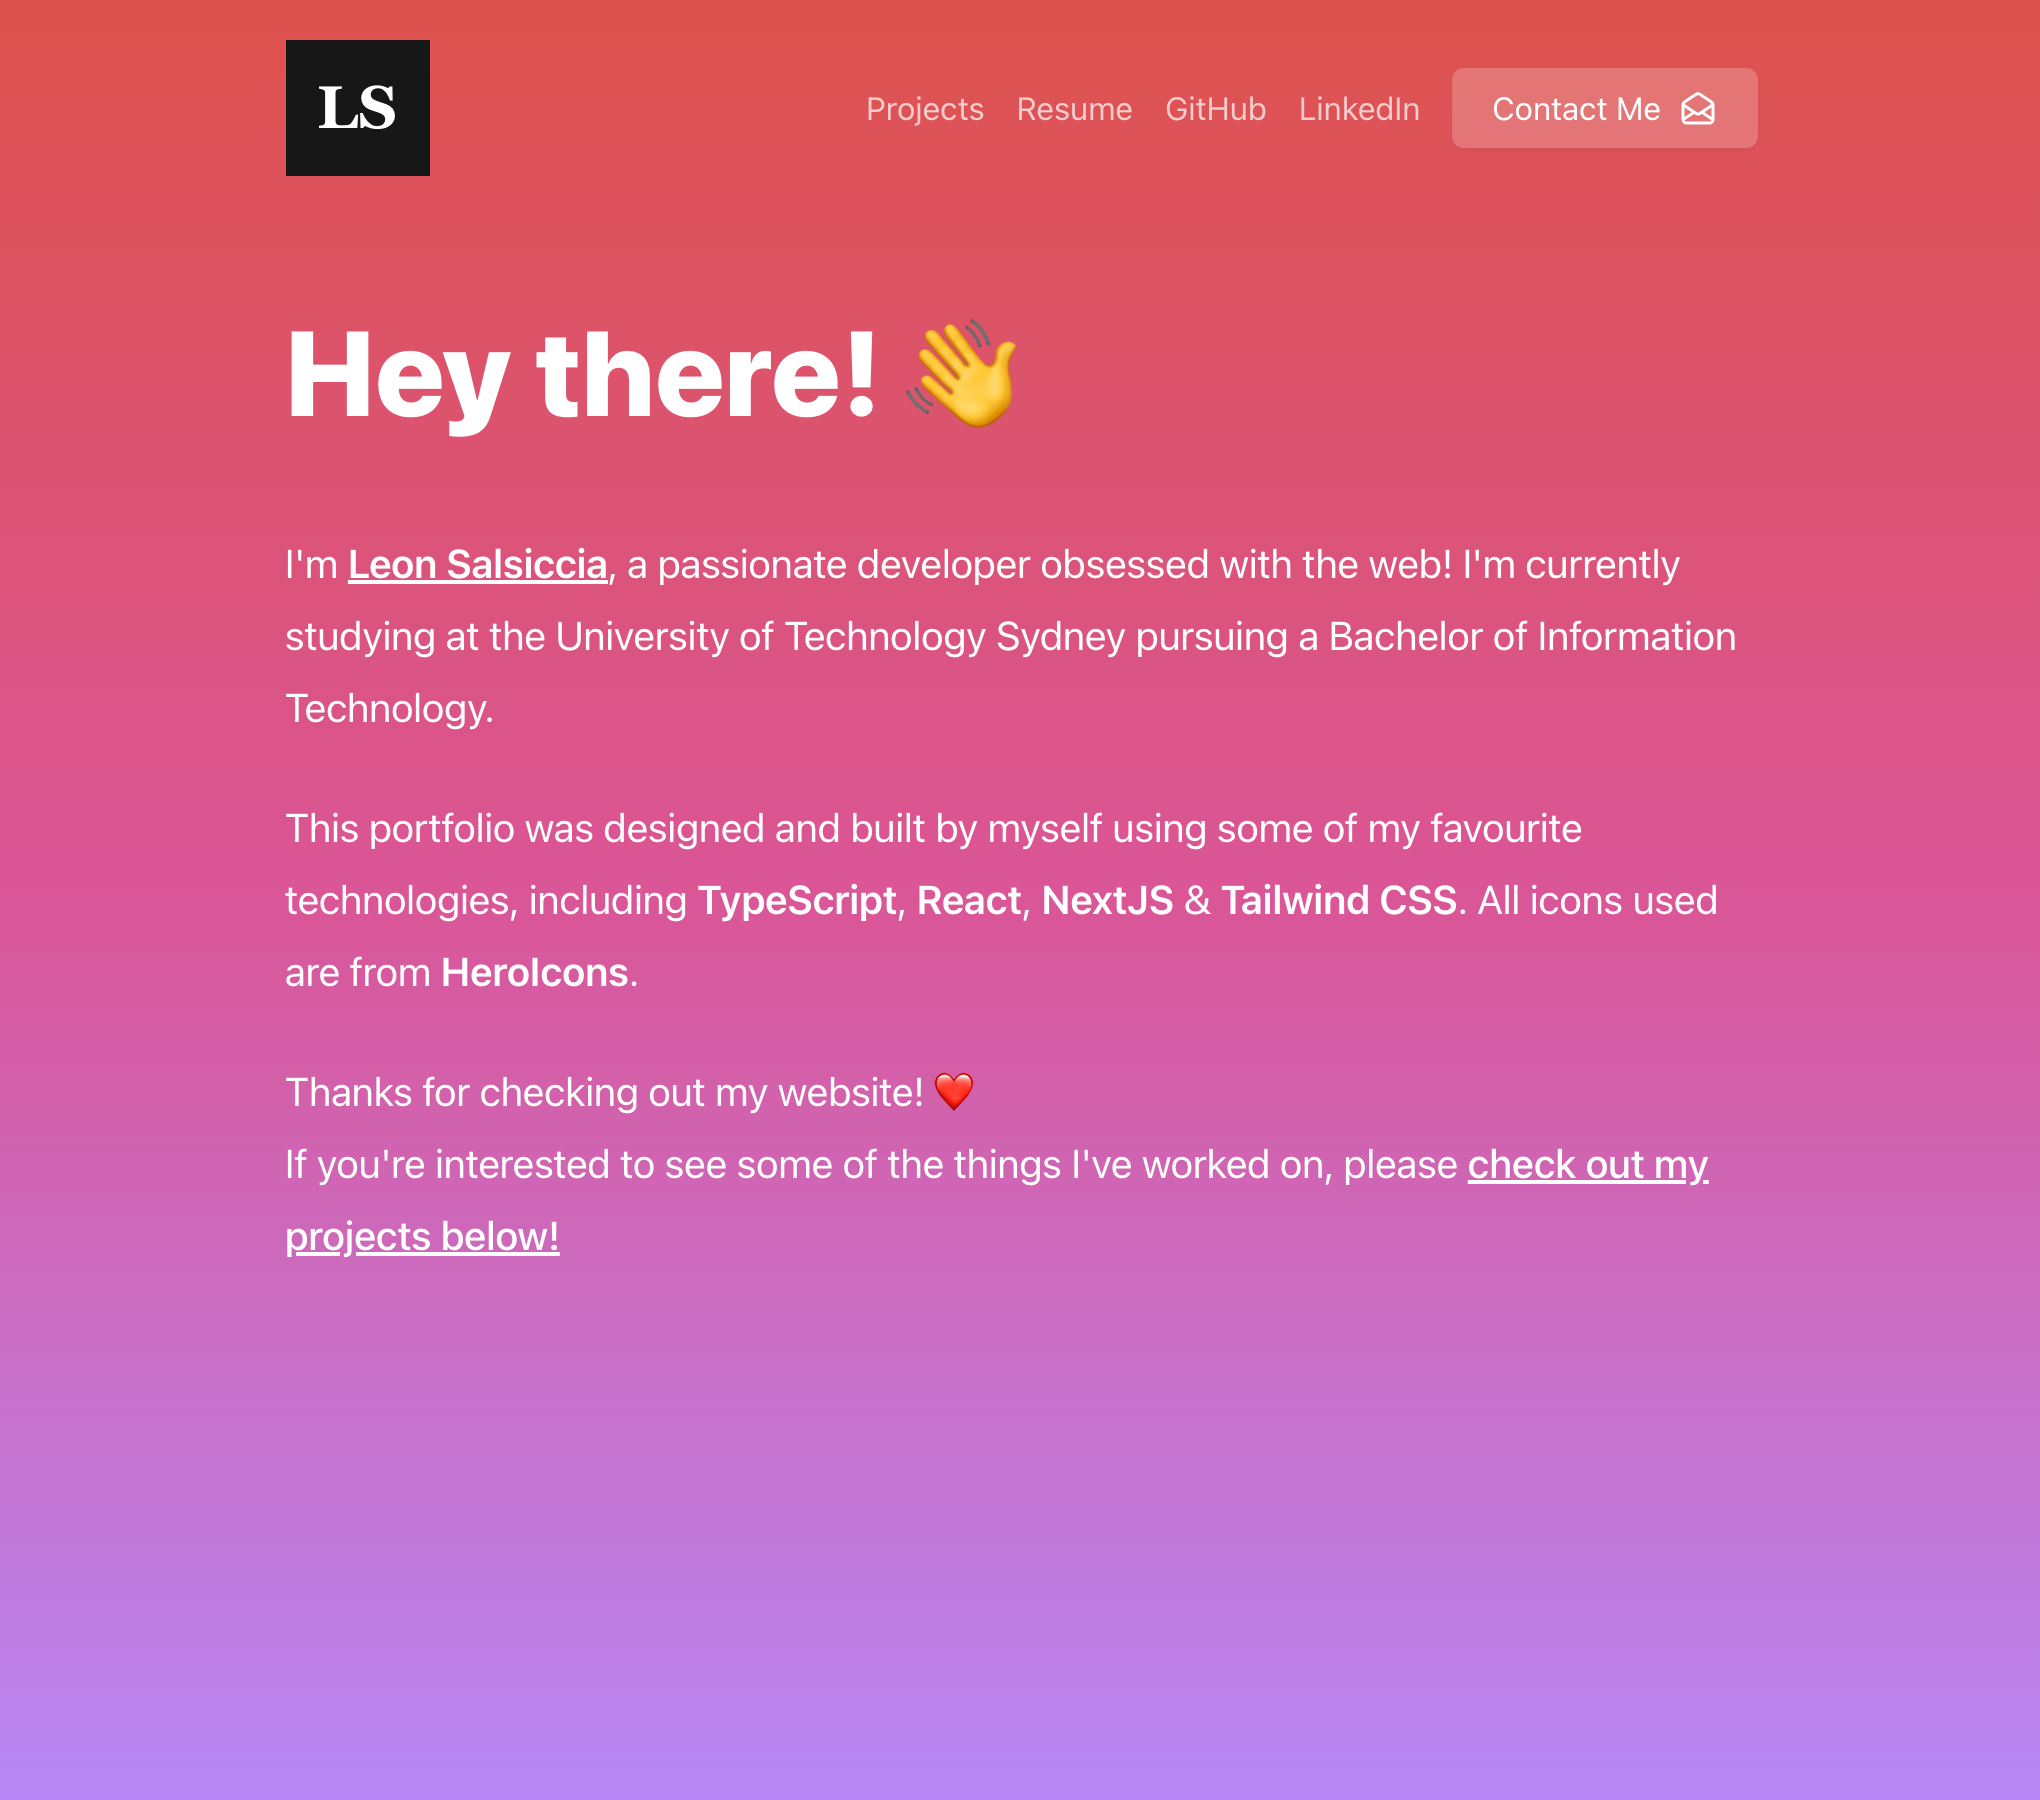 LS
Projects Resume GitHub LinkedIn Contact Me
Hey there! 👋
I'm Leon Salsiccia, a passionate developer obsessed with the web! I'm currently
studying at the University of Technology Sydney pursuing a Bachelor of Information
Technology.
This portfolio was designed and built by myself using some of my favourite
technologies, including TypeScript, React, NextJS & Tailwind CSS. All icons used
are from HeroIcons.
Thanks for checking out my website! ❤️
If you're interested to see some of the things I've worked on, please check out my
projects below!